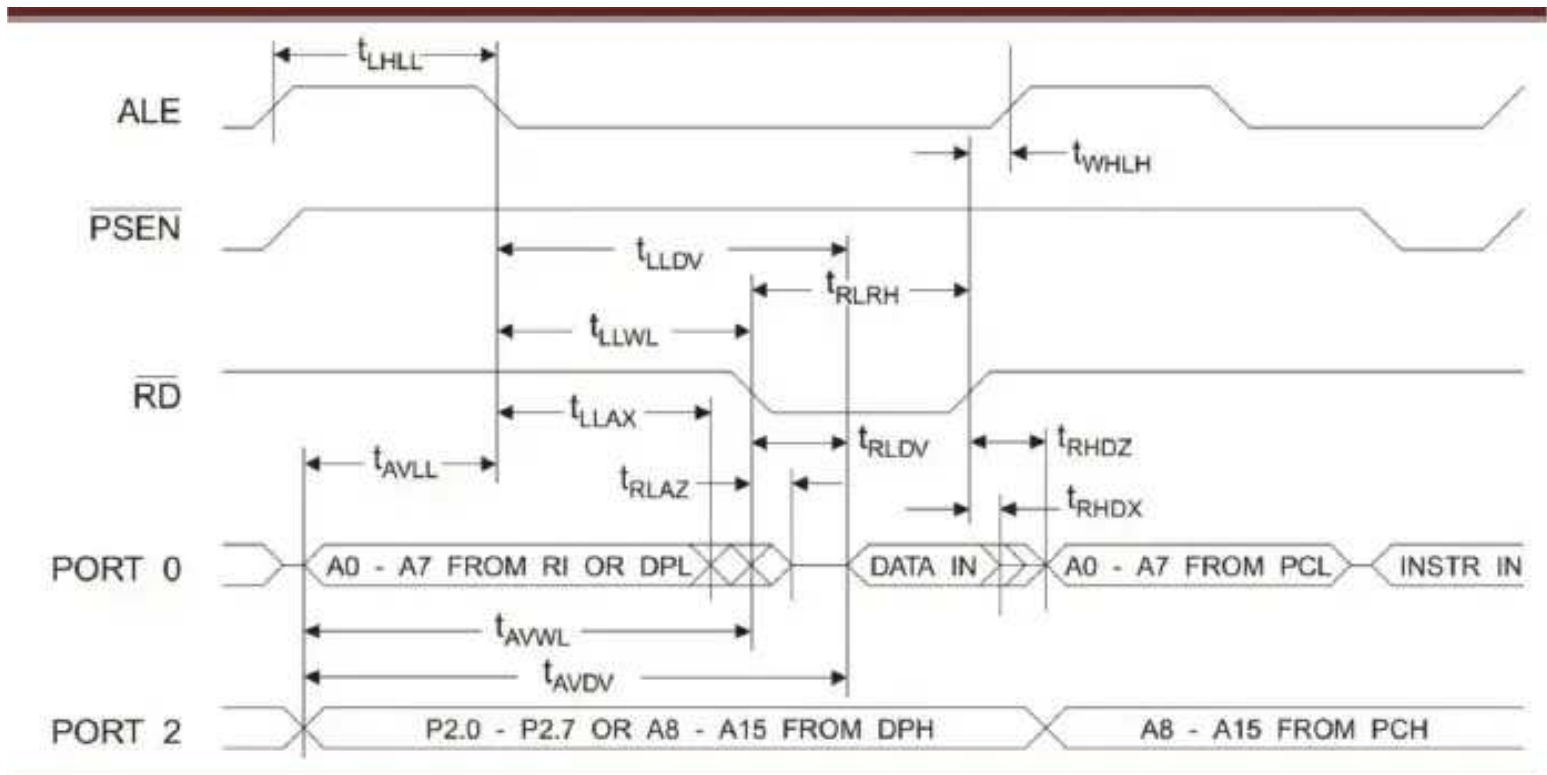 tLHLL
ALE
tWHLH
PSEN
tLLDV
tRLRH
tLLWL
RD
tLLAX
tRLDV
tRHDZ
tAVLL
tRLAZ
tRHDX
PORT 0 A0 - A7 FROM RI OR DPL DATA IN A0 - A7 FROM PCL INSTR IN
tAVWL
tAVDV
PORT 2 P2.0 - P2.7 OR A8 - A15 FROM DPH A8 - A15 FROM PCH